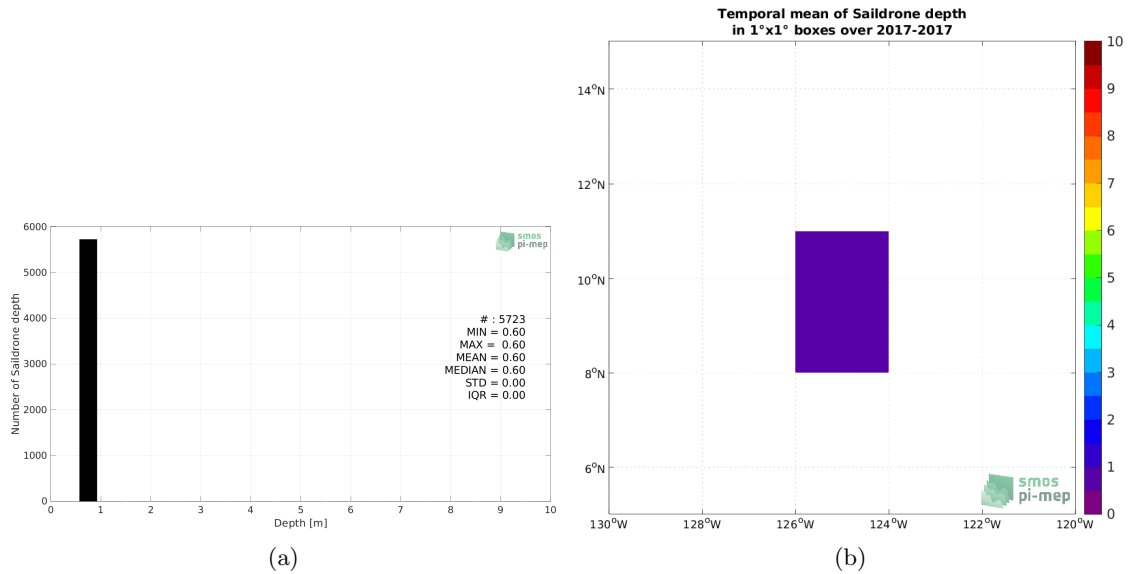 Temporal mean of Saildrone depth
in 1°x1° boxes over 2017-2017
6000
5000
4000
3000
2000
1000
0
Number of Saildrone depth
smos
pi-mep
# : 5723
MIN = 0.60
MAX = 0.60
MEAN = 0.60
MEDIAN = 0.60
STD = 0.00
IQR = 0.00
0 1 2 3 4 5 6 7 8 9 10
Depth [m]
(a)
14°N
12°N
10°N
8°N
6°N
130°W 128°W 126°W 124°W 122°W 120°W
smos
pi-mep
10
9
8
7
6
5
4
3
2
1
0
(b)